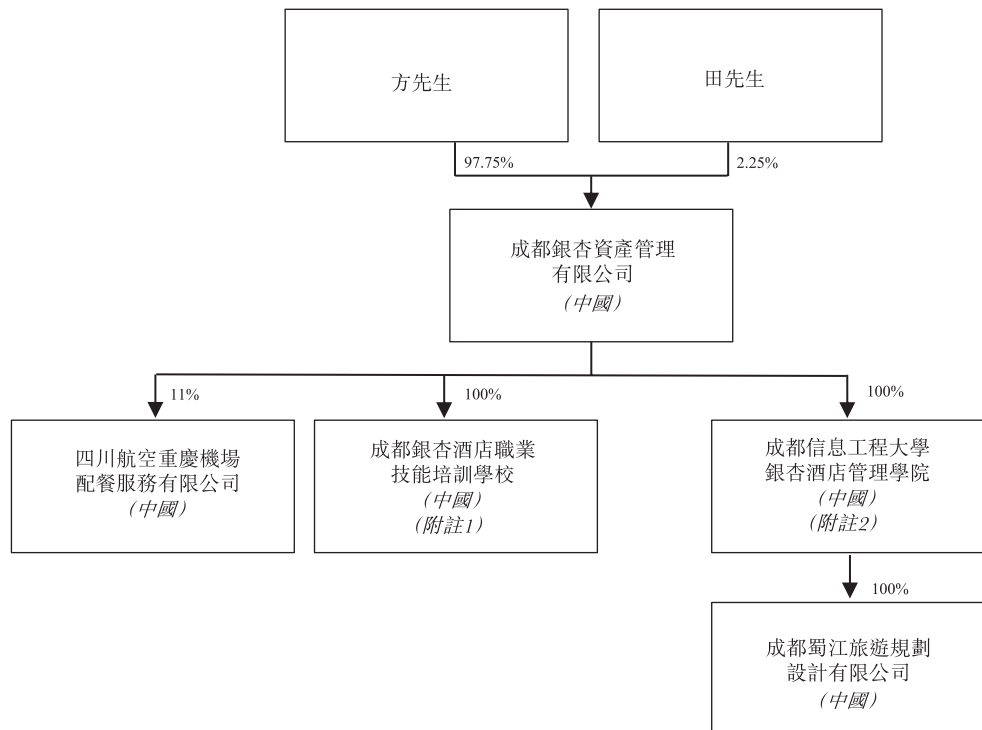 方先生
田先生
97.75%
2.25%
成都銀杏資產管理
有限公司
（中國）
11%
100%
100%
四川航空重慶機場
配餐服務有限公司
（中國）
成都銀杏酒店職業
技能培訓學校
（中國）
（附註1）
成都信息工程大學
銀杏酒店管理學院
（中國）
（附註2）
100%
成都蜀江旅遊規劃
設計有限公司
（中國）